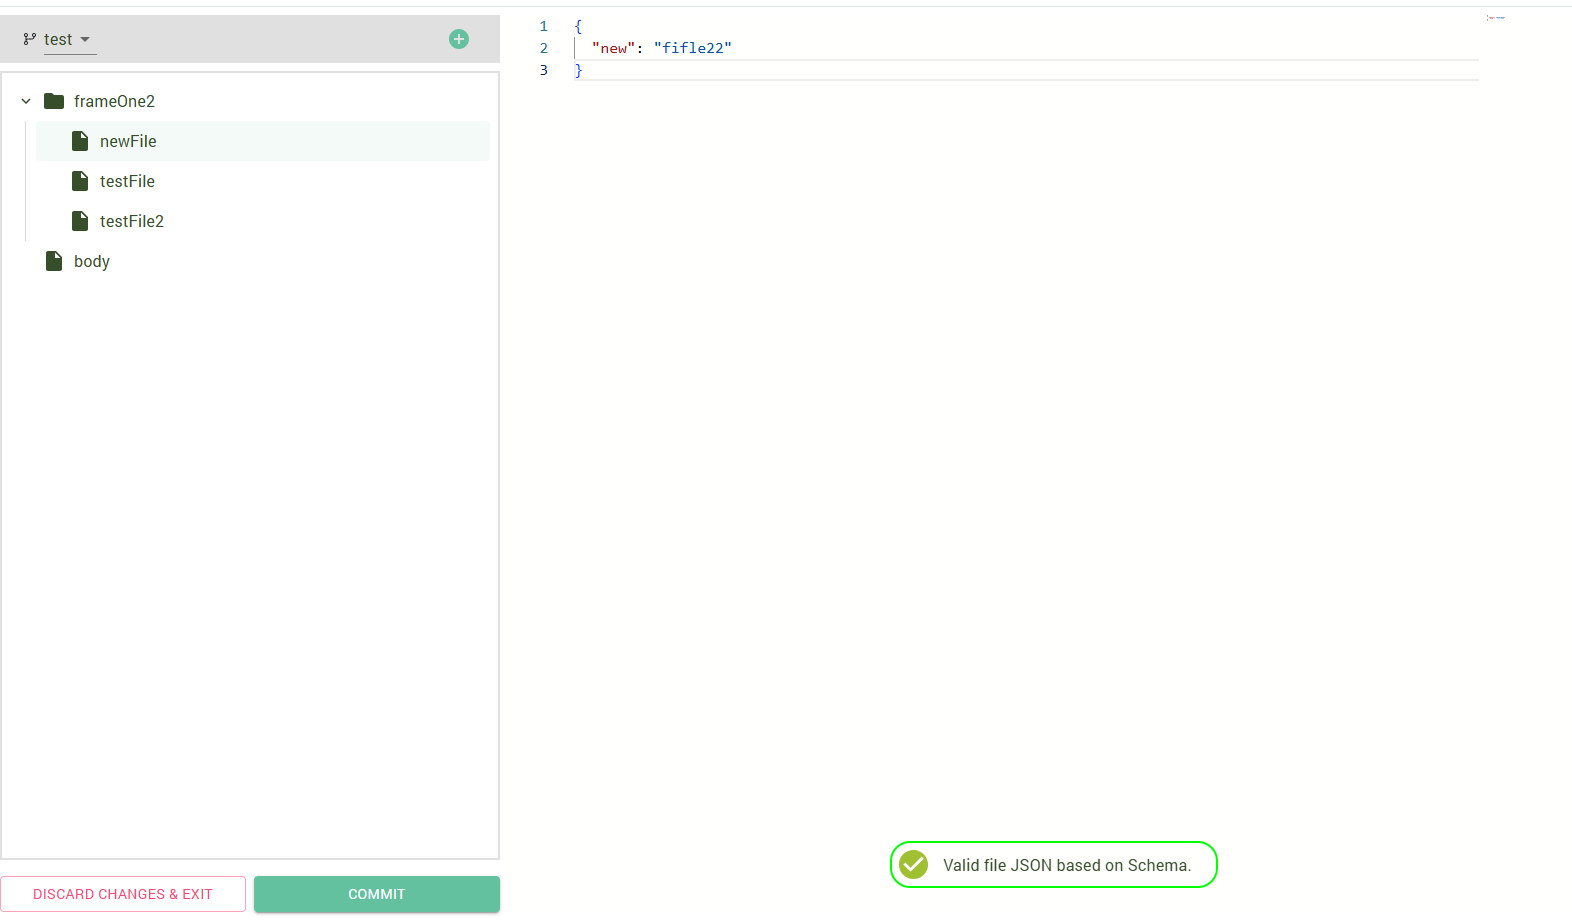 test
frameOne2
newFile
testFile
testFile2
body
DISCARD CHANGES & EXIT
COMMIT
1 {
2 "new": "fifle22"
3 }
Valid file JSON based on Schema.